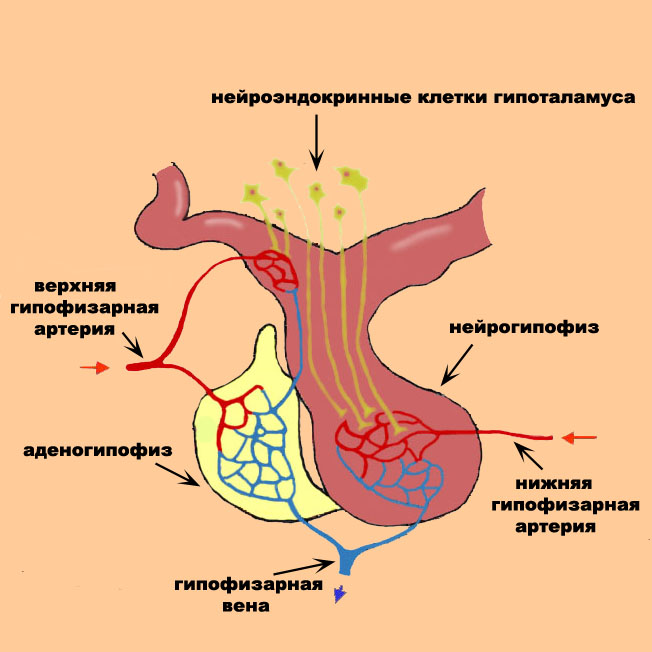 нейроэндокринные клетки гипоталамуса
верхняя
гипофизарная
артерия
нейрогипофиз
аденогипофиз
нижняя
гипофизарная
артерия
гипофизарная
вена